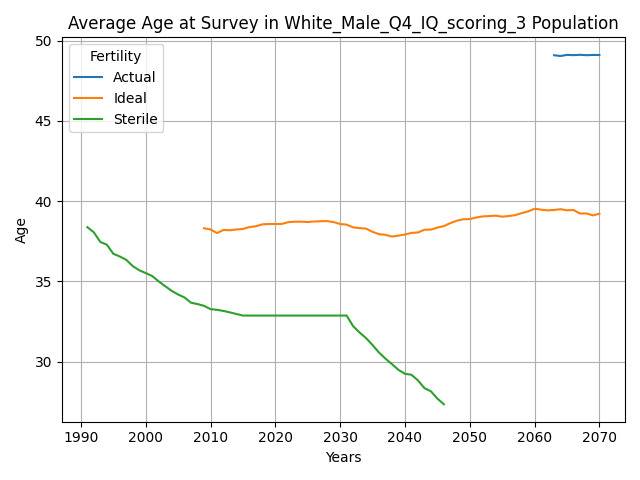 Average Age at Survey in White_Male_Q4_IQ_scoring_3 Population
Fertility
Actual
Ideal
Sterile
Age
50
45
40
35
30
1990 2000 2010 2020 2030 2040 2050 2060 2070
Years